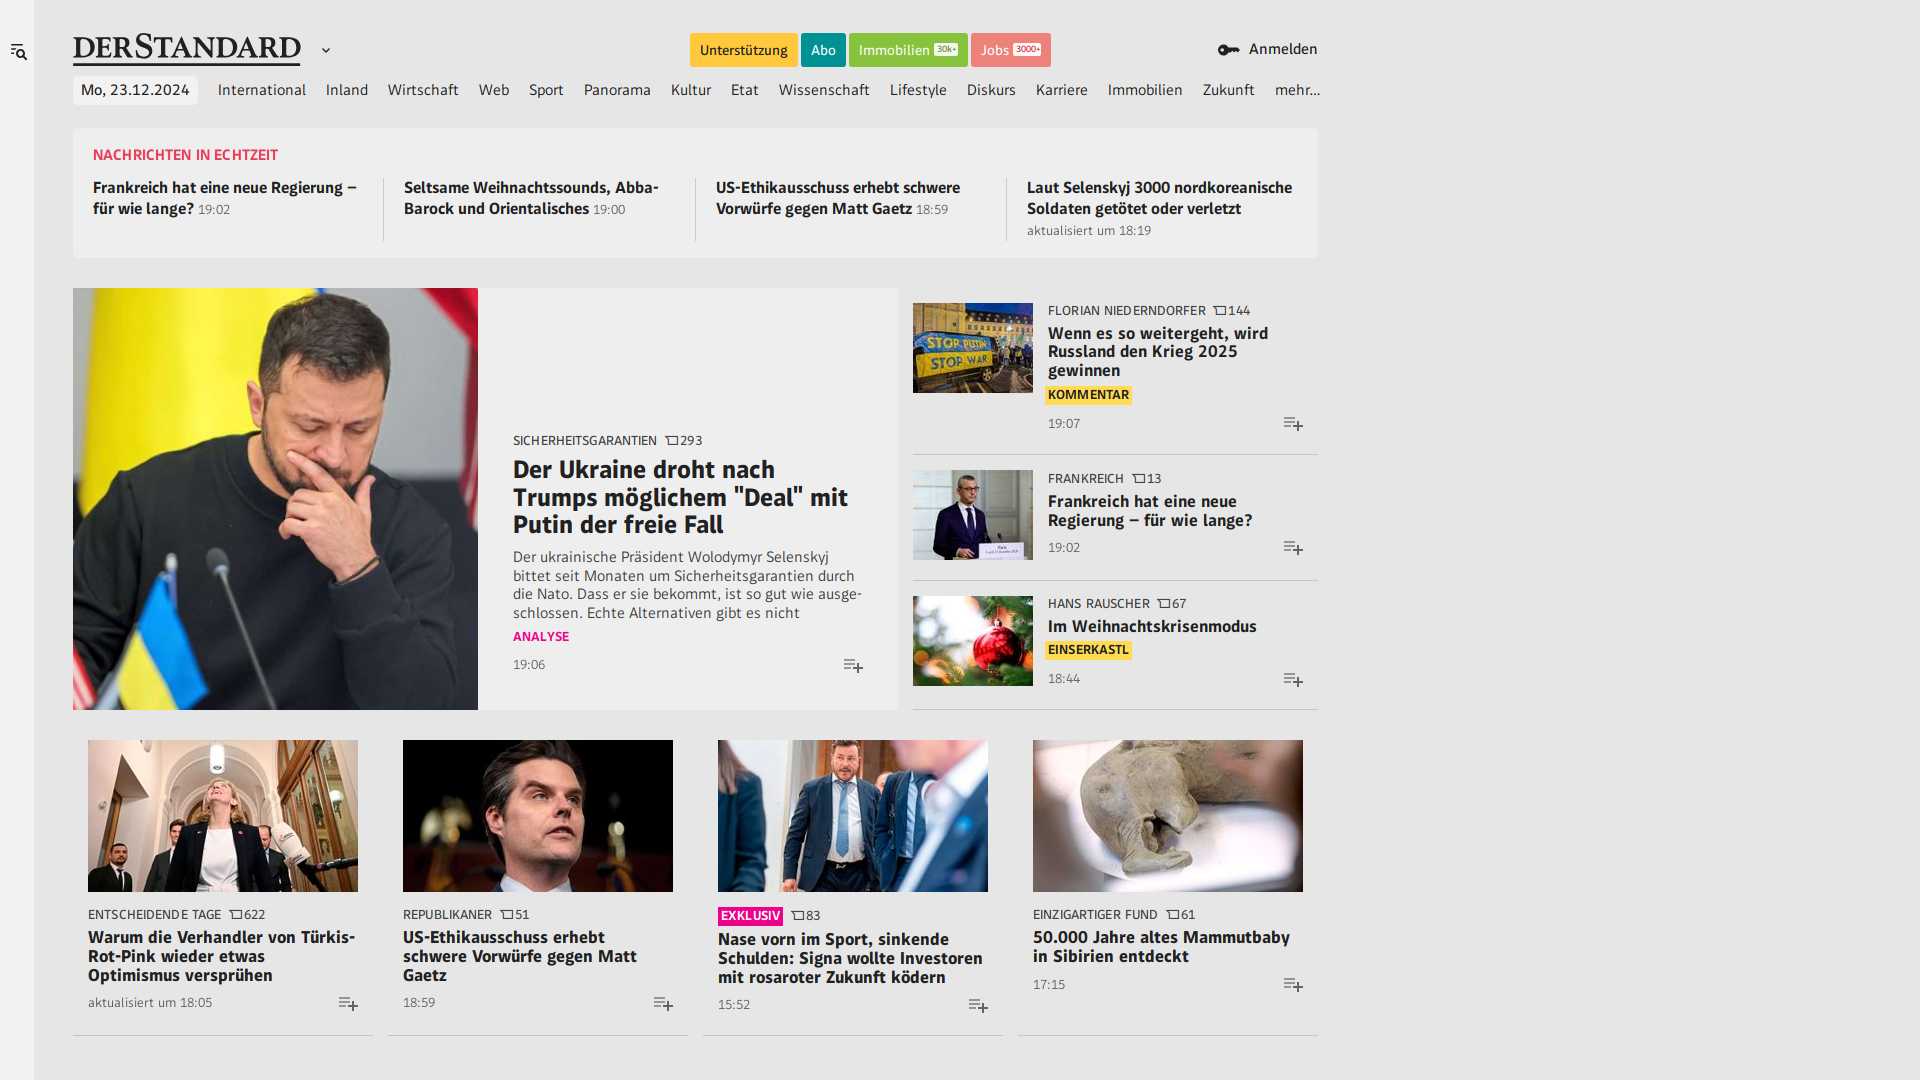 DERSTANDARD
Unterstützung
Abo
Immobilien 30k+
Jobs 3000+
Anmelden
Mo, 23.12.2024
International
Inland
Wirtschaft
Web
Sport
Panorama
Kultur
Etat
Wissenschaft
Lifestyle
Diskurs
Karriere
Immobilien
Zukunft
mehr...
NACHRICHTEN IN ECHTZEIT
Frankreich hat eine neue Regierung –
für wie lange? 19:02
Seltsame Weihnachtssounds, Abba-
Barock und Orientalisches 19:00
US-Ethikausschuss erhebt schwere
Vorwürfe gegen Matt Gaetz 18:59
Laut Selenskyj 3000 nordkoreanische
Soldaten getötet oder verletzt
aktualisiert um 18:19
SICHERHEITSGARANTIEN 293
Der Ukraine droht nach
Trumps möglichem "Deal" mit
Putin der freie Fall
Der ukrainische Präsident Wolodymyr Selenskyj
bittet seit Monaten um Sicherheitsgarantien durch
die Nato. Dass er sie bekommt, ist so gut wie ausge-
schlossen. Echte Alternativen gibt es nicht
ANALYSE
19:06
STOP PUTIN
STOP WAR
FLORIAN NIEDERNDORFER 144
Wenn es so weitergeht, wird
Russland den Krieg 2025
gewinnen
KOMMENTAR
19:07
FRANKREICH 13
Frankreich hat eine neue
Regierung – für wie lange?
19:02
HANS RAUSCHER 67
Im Weihnachtskrisenmodus
EINSERKASTL
18:44
ENTSCHEIDENDE TAGE 622
Warum die Verhandler von Türkis-
Rot-Pink wieder etwas
Optimismus versprühen
aktualisiert um 18:05
REPUBLIKANER 51
US-Ethikausschuss erhebt
schwere Vorwürfe gegen Matt
Gaetz
18:59
EXKLUSIV 83
Nase vorn im Sport, sinkende
Schulden: Signa wollte Investoren
mit rosaroter Zukunft ködern
15:52
EINZIGARTIGER FUND 61
50.000 Jahre altes Mammutbaby
in Sibirien entdeckt
17:15